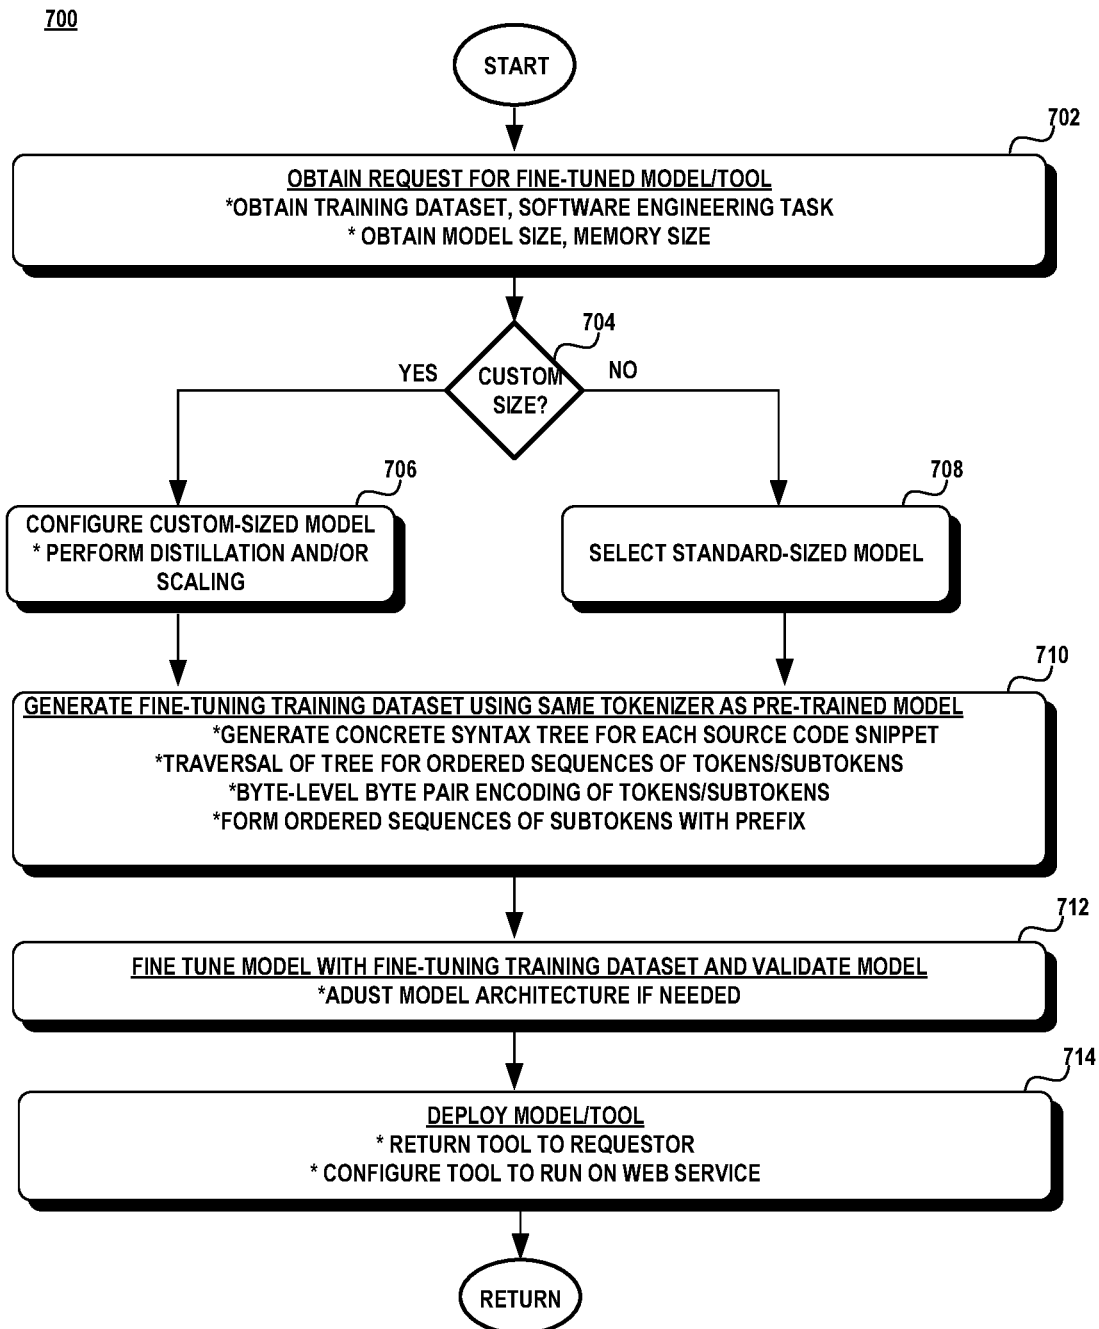 700
START
702
OBTAIN REQUEST FOR FINE-TUNED MODEL/TOOL
*OBTAIN TRAINING DATASET, SOFTWARE ENGINEERING TASK
* OBTAIN MODEL SIZE, MEMORY SIZE
704
YES
CUSTOM
SIZE?
NO
706
CONFIGURE CUSTOM-SIZED MODEL
* PERFORM DISTILLATION AND/OR
SCALING
708
SELECT STANDARD-SIZED MODEL
710
GENERATE FINE-TUNING TRAINING DATASET USING SAME TOKENIZER AS PRE-TRAINED MODEL
*GENERATE CONCRETE SYNTAX TREE FOR EACH SOURCE CODE SNIPPET
*TRAVERSAL OF TREE FOR ORDERED SEQUENCES OF TOKENS/SUBTOKENS
*BYTE-LEVEL BYTE PAIR ENCODING OF TOKENS/SUBTOKENS
*FORM ORDERED SEQUENCES OF SUBTOKENS WITH PREFIX
712
FINE TUNE MODEL WITH FINE-TUNING TRAINING DATASET AND VALIDATE MODEL
*ADUST MODEL ARCHITECTURE IF NEEDED
714
DEPLOY MODEL/TOOL
* RETURN TOOL TO REQUESTOR
* CONFIGURE TOOL TO RUN ON WEB SERVICE
RETURN